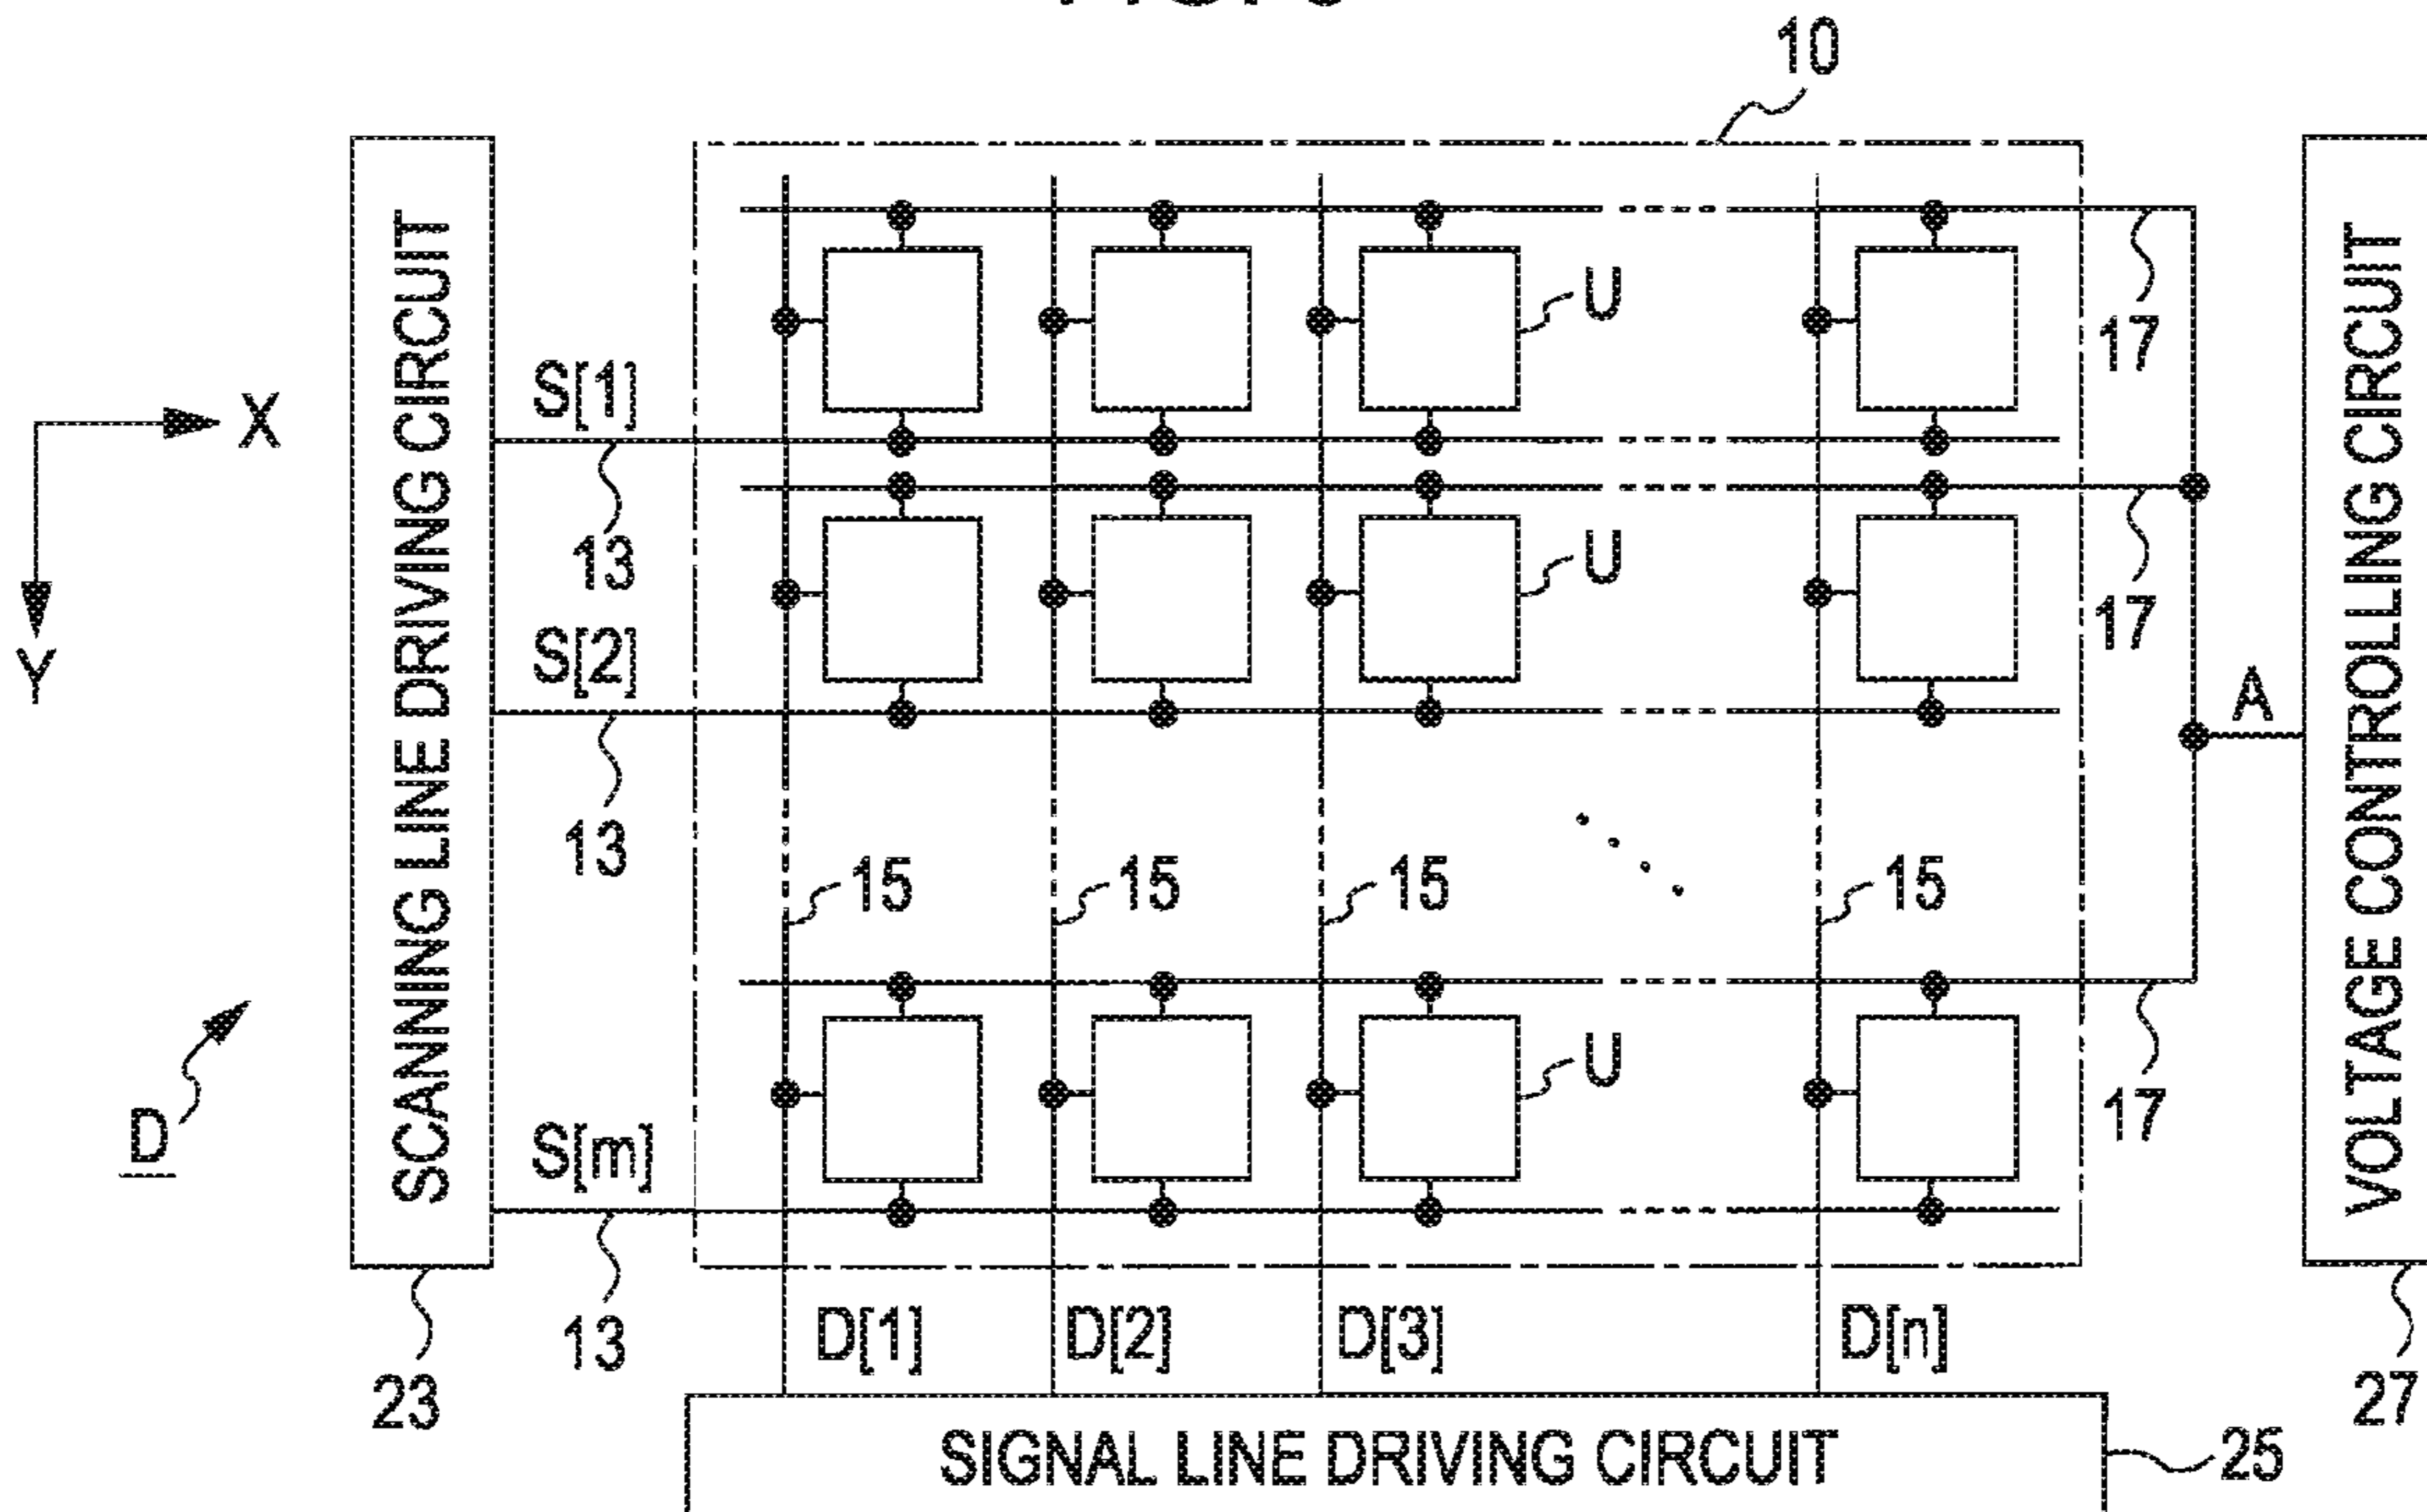 10
SCANNING LINE DRIVING CIRCUIT
VOLTAGE CONTROLLING CIRCUIT
U
17
S[1]
X
13
U
17
Y
S[2]
A
13
15 15 15 15
U
17
D
S[m]
13
D[1] D[2] D[3] D[n]
23
27
SIGNAL LINE DRIVING CIRCUIT
25